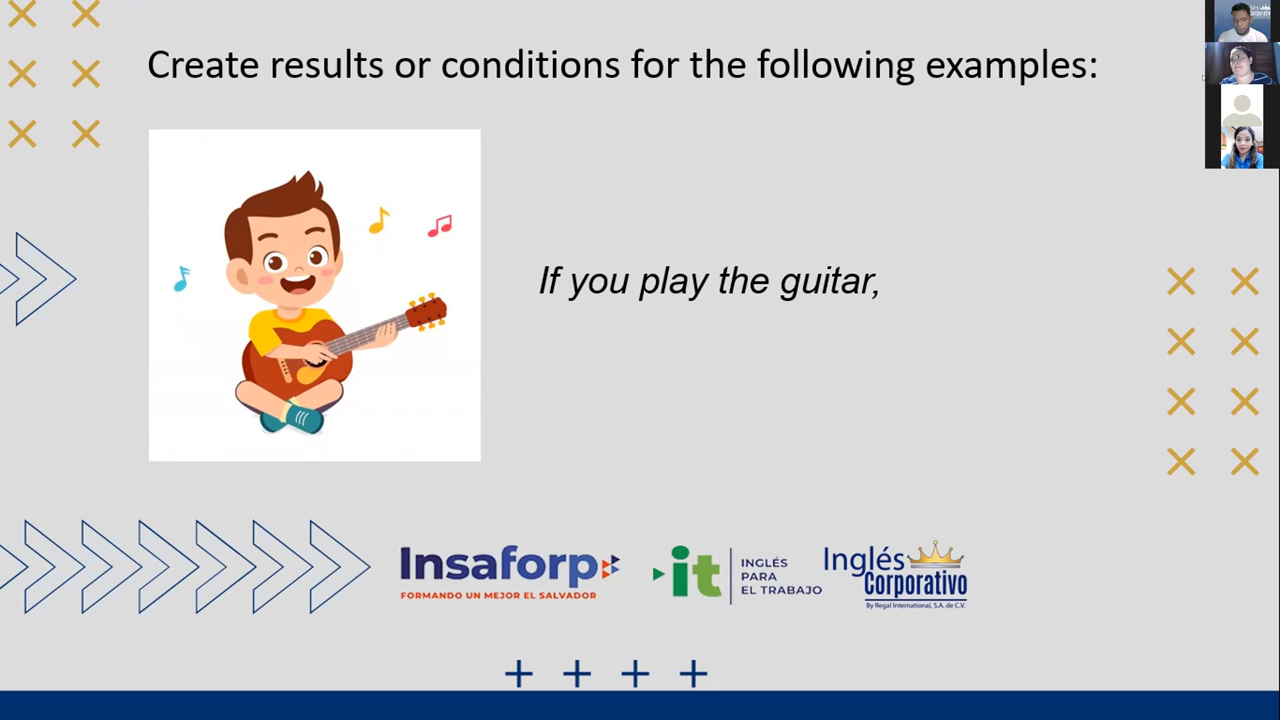 Create results or conditions for the following examples:
If you play the guitar,
Insaforp
FORMANDO UN MEJOR EL SALVADOR
it
INGLÉS
PARA
EL TRABAJO
Inglés
Corporativo
By Regal International, S.A. de C.V.